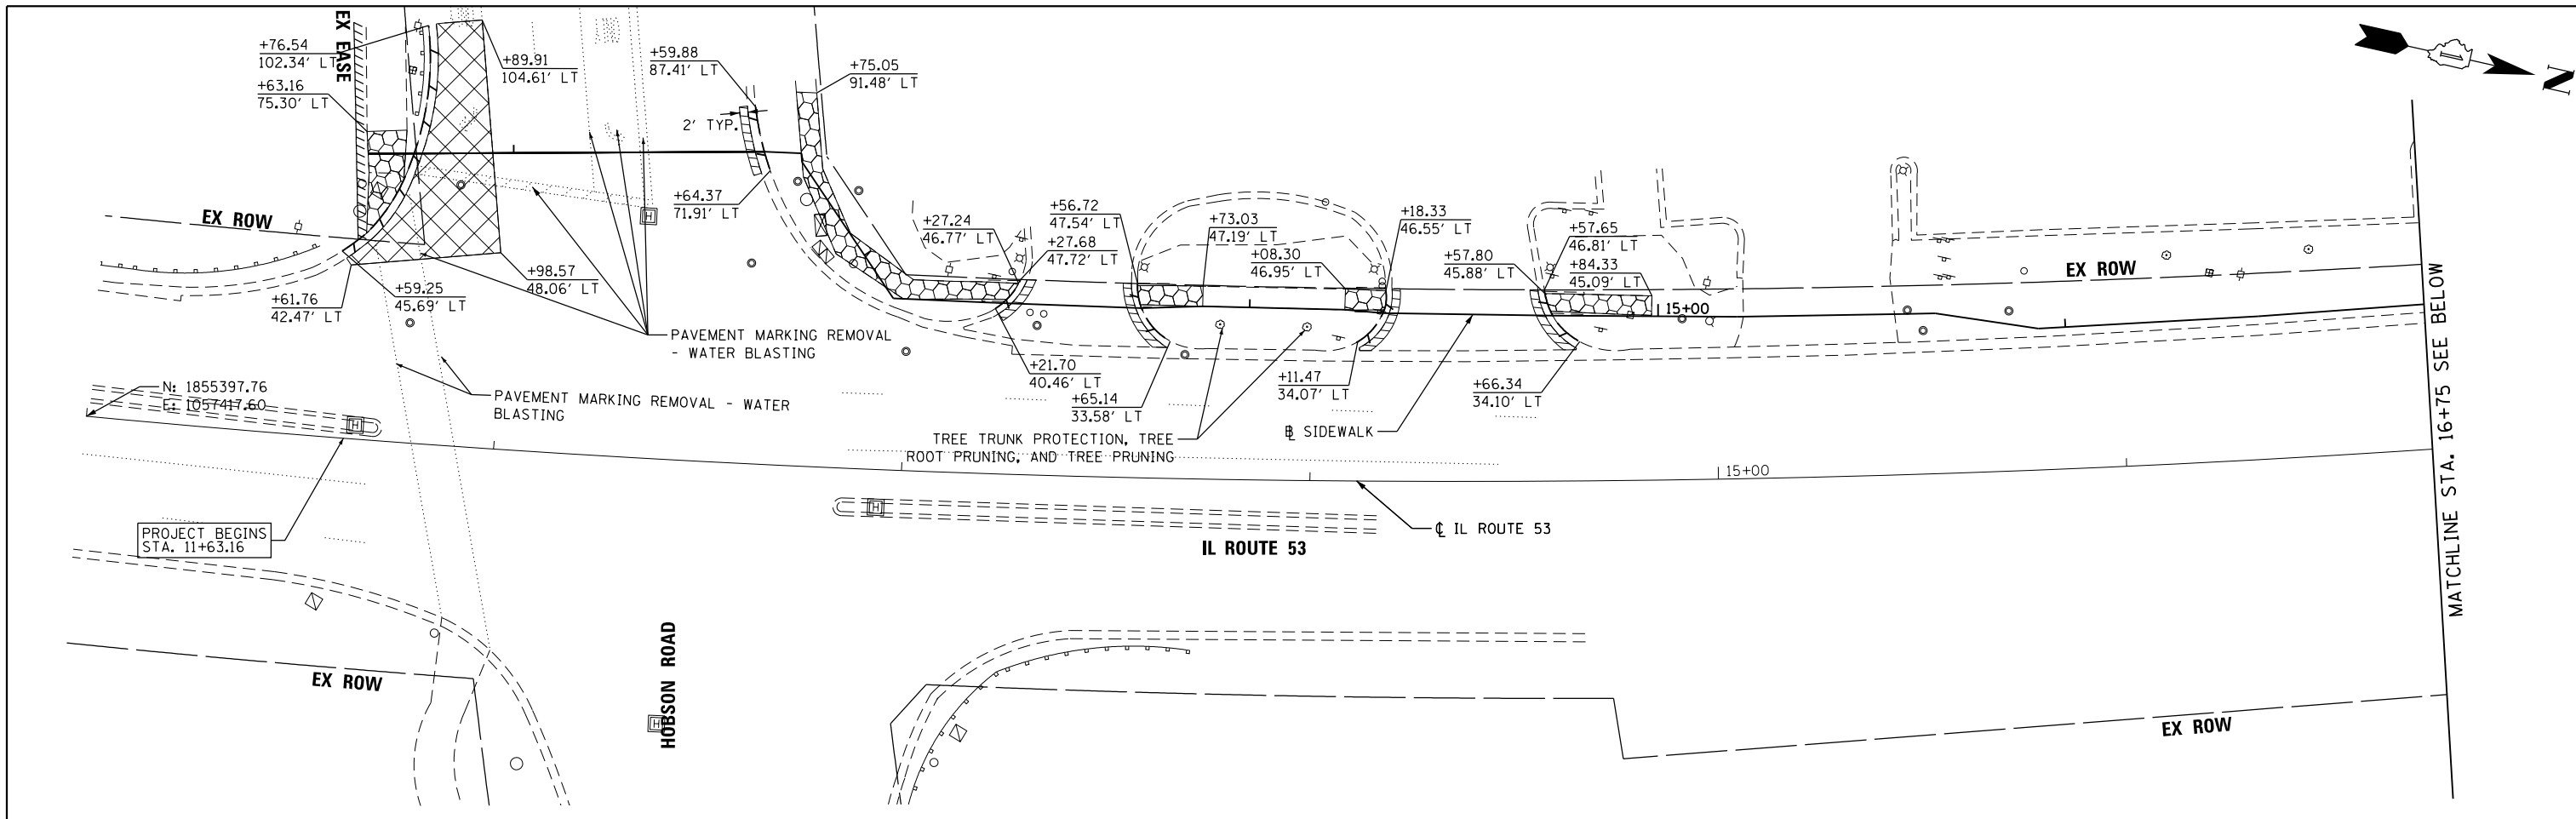 EX EASE
+76.54
102.34' LT
+63.16
75.30' LT
+89.91
104.61' LT
+59.88
87.41' LT
2' TYP.
+75.05
91.48' LT
N
EX ROW
+64.37
71.91' LT
+27.24
46.77' LT
+27.68
47.72' LT
+56.72
47.54' LT
+73.03
47.19' LT
+08.30
46.95' LT
+18.33
46.55' LT
+57.80
45.88' LT
+57.65
46.81' LT
+84.33
45.09' LT
15+00
EX ROW
+61.76
42.47' LT
+59.25
45.69' LT
+98.57
48.06' LT
PAVEMENT MARKING REMOVAL
- WATER BLASTING
H
N: 1855397.76
E: 1057417.60
PAVEMENT MARKING REMOVAL - WATER
BLASTING
H
+21.70
40.46' LT
+65.14
33.58' LT
+11.47
34.07' LT
+66.34
34.10' LT
TREE TRUNK PROTECTION, TREE
ROOT PRUNING, AND TREE PRUNING
℄ SIDEWALK
15+00
MATCHLINE STA. 16+75 SEE BELOW
PROJECT BEGINS
STA. 11+63.16
H
℄ IL ROUTE 53
IL ROUTE 53
EX ROW
HOBSON ROAD
H
EX ROW